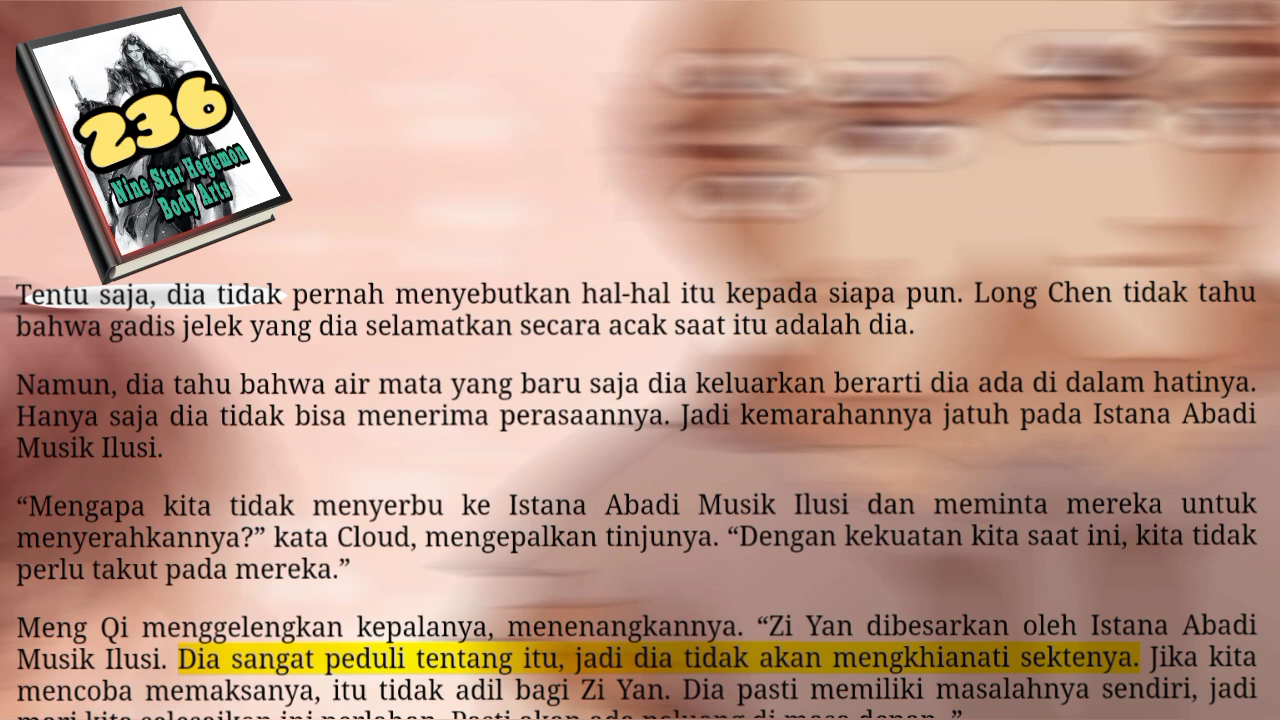 236
Nine Star Hegemon
Body Arts
Tentu saja, dia tidak pernah menyebutkan hal-hal itu kepada siapa pun. Long Chen tidak tahu
bahwa gadis jelek yang dia selamatkan secara acak saat itu adalah dia.
Namun, dia tahu bahwa air mata yang baru saja dia keluarkan berarti dia ada di dalam hatinya.
Hanya saja dia tidak bisa menerima perasaannya. Jadi kemarahannya jatuh pada Istana Abadi
Musik Ilusi.
“Mengapa kita tidak menyerbu ke Istana Abadi Musik Ilusi dan meminta mereka untuk
menyerahkannya?” kata Cloud, mengepalkan tinjunya. “Dengan kekuatan kita saat ini, kita tidak
perlu takut pada mereka.”
Meng Qi menggelengkan kepalanya, menenangkannya. “Zi Yan dibesarkan oleh Istana Abadi
Musik Ilusi. Dia sangat peduli tentang itu, jadi dia tidak akan mengkhianati sektenya. Jika kita
mencoba memaksanya, itu tidak adil bagi Zi Yan. Dia pasti memiliki masalahnya sendiri, jadi